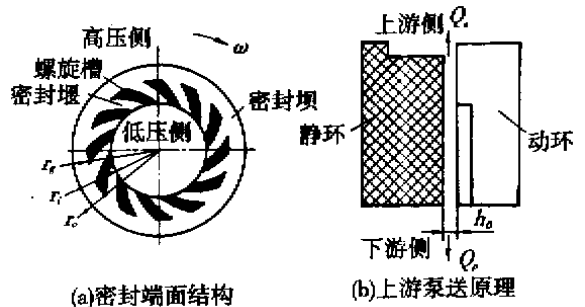 高压侧
ω
螺旋槽
密封堰
密封坝
低压侧
r_g
r_i
r_o
(a)密封端面结构
上游侧 Q_s
静环
动环
h_0
下游侧
Q_p
(b)上游泵送原理